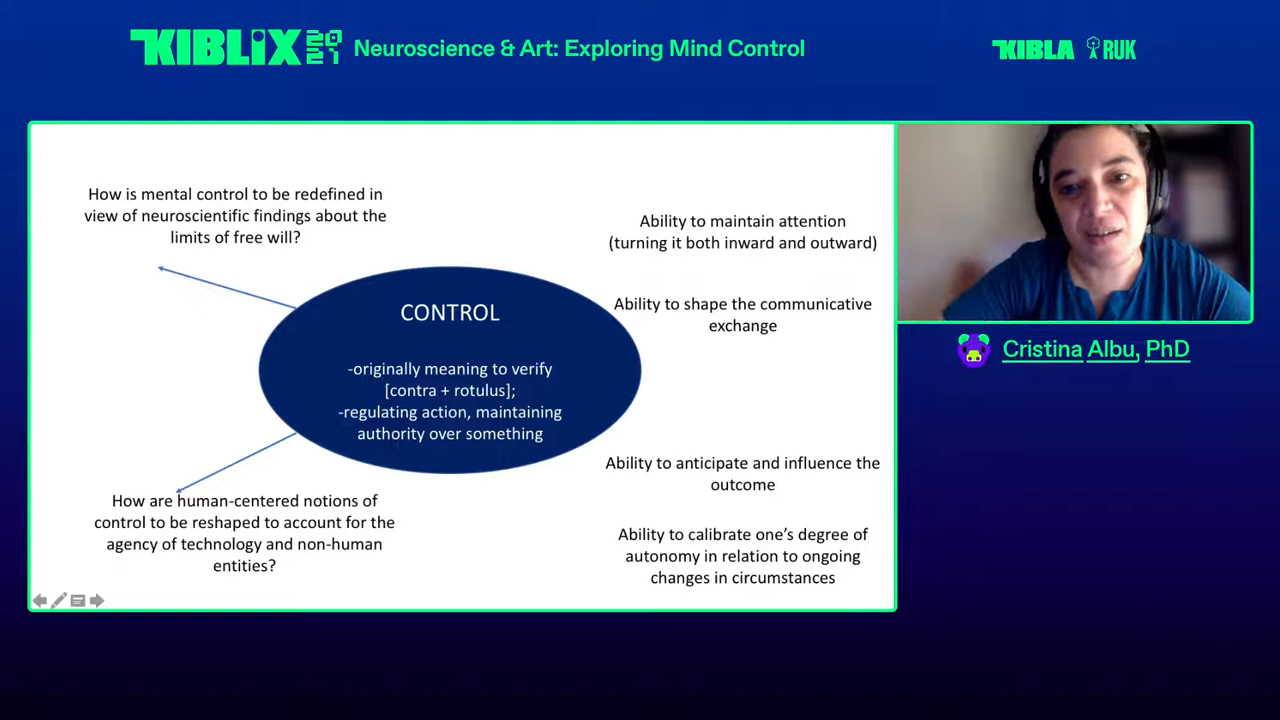 KIBLIX 2021 Neuroscience & Art: Exploring Mind Control
KIBLA RUK
How is mental control to be redefined in
view of neuroscientific findings about the
limits of free will?
CONTROL
-originally meaning to verify
[contra + rotulus];
-regulating action, maintaining
authority over something
How are human-centered notions of
control to be reshaped to account for the
agency of technology and non-human
entities?
Ability to maintain attention
(turning it both inward and outward)
Ability to shape the communicative
exchange
Ability to anticipate and influence the
outcome
Ability to calibrate one’s degree of
autonomy in relation to ongoing
changes in circumstances
Cristina Albu, PhD